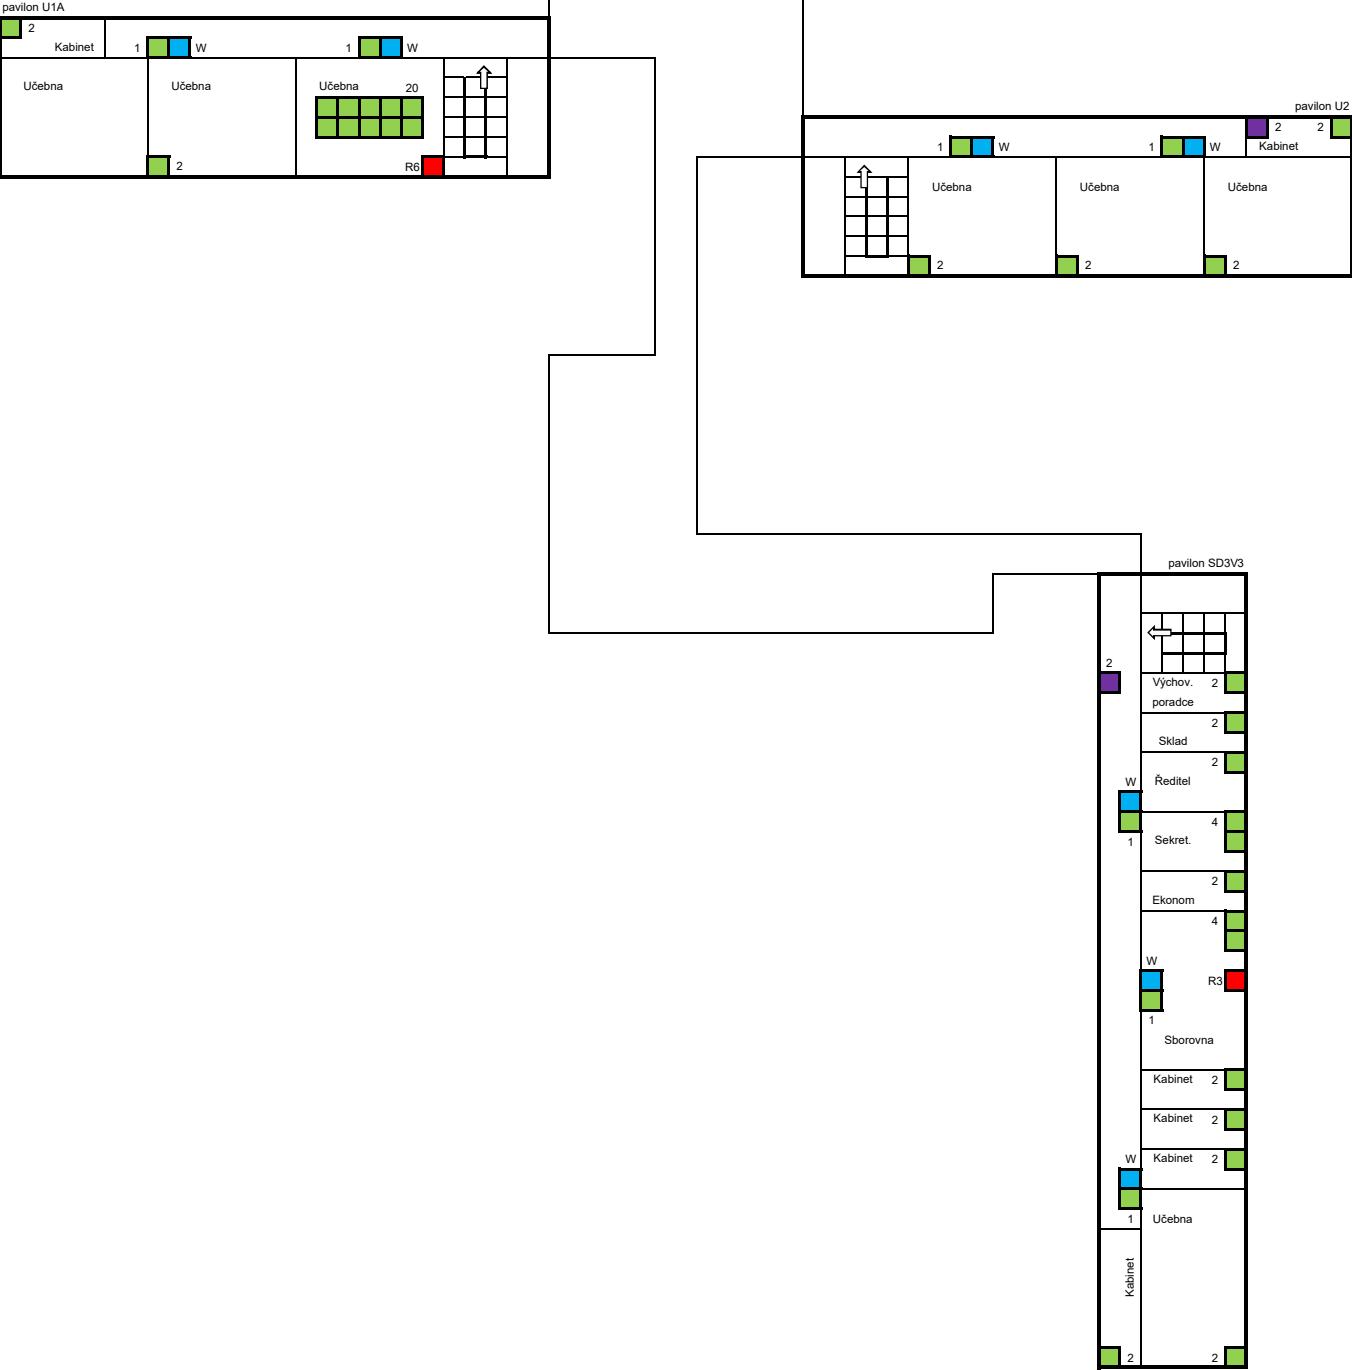 pavilon U1A
2
Kabinet
1
W
1
W
Učebna
Učebna
Učebna
20
2
R6
pavilon U2
2
2
1
W
1
W
Kabinet
Učebna
Učebna
Učebna
2
2
2
pavilon SD3V3
2
Výchov.
2
poradce
2
Sklad
2
W
Ředitel
4
1
Sekret.
2
Ekonom
4
W
R3
1
Sborovna
Kabinet
2
Kabinet
2
W
Kabinet
2
1
Učebna
Kabinet
2
2